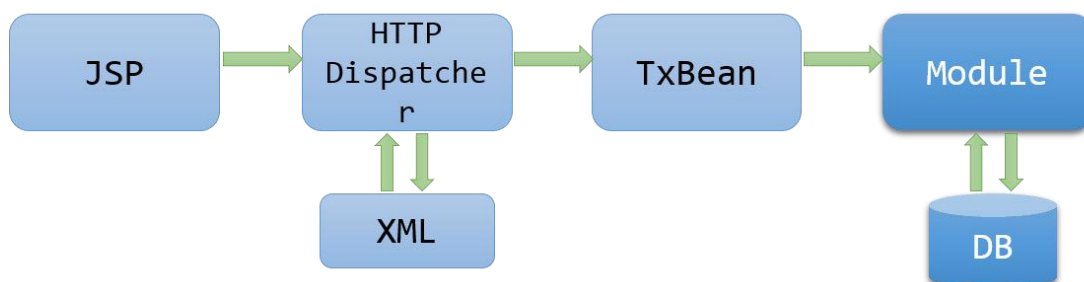 JSP
HTTP
Dispatche
r
TxBean
Module
XML
DB